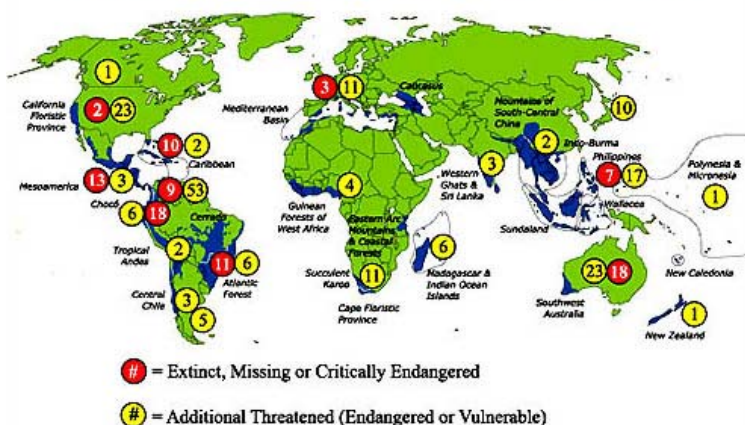 1
California
Floristic
Province
2
23
3
11
Caucasus
Mediterranean
Basin
Mountains
of
South-Central
China
10
10
2
Caribbean
Mesoamerica
13
3
Chocó
9
53
6
18
Cerrado
4
Guinean Forests
of West Africa
Eastern Arc
Mountains
& Coastal
Forests
3
Western
Ghats &
Sri Lanka
2
Indo-Burma
Philippines
7
17
Polynesia &
Micronesia
1
Wallacea
Sundaland
Tropical
Andes
2
11
6
Atlantic
Forest
Succulent
Karoo
11
6
Madagascar &
Indian Ocean
Islands
Cape Floristic
Province
23
18
New Caledonia
Southwest
Australia
Central
Chile
3
5
1
New Zealand
# = Extinct, Missing or Critically Endangered
# = Additional Threatened (Endangered or Vulnerable)